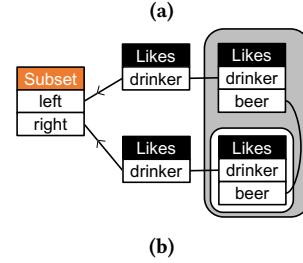 (a)
Likes
Likes
Subset
drinker
drinker
left
beer
right
Likes
Likes
drinker
drinker
beer
(b)